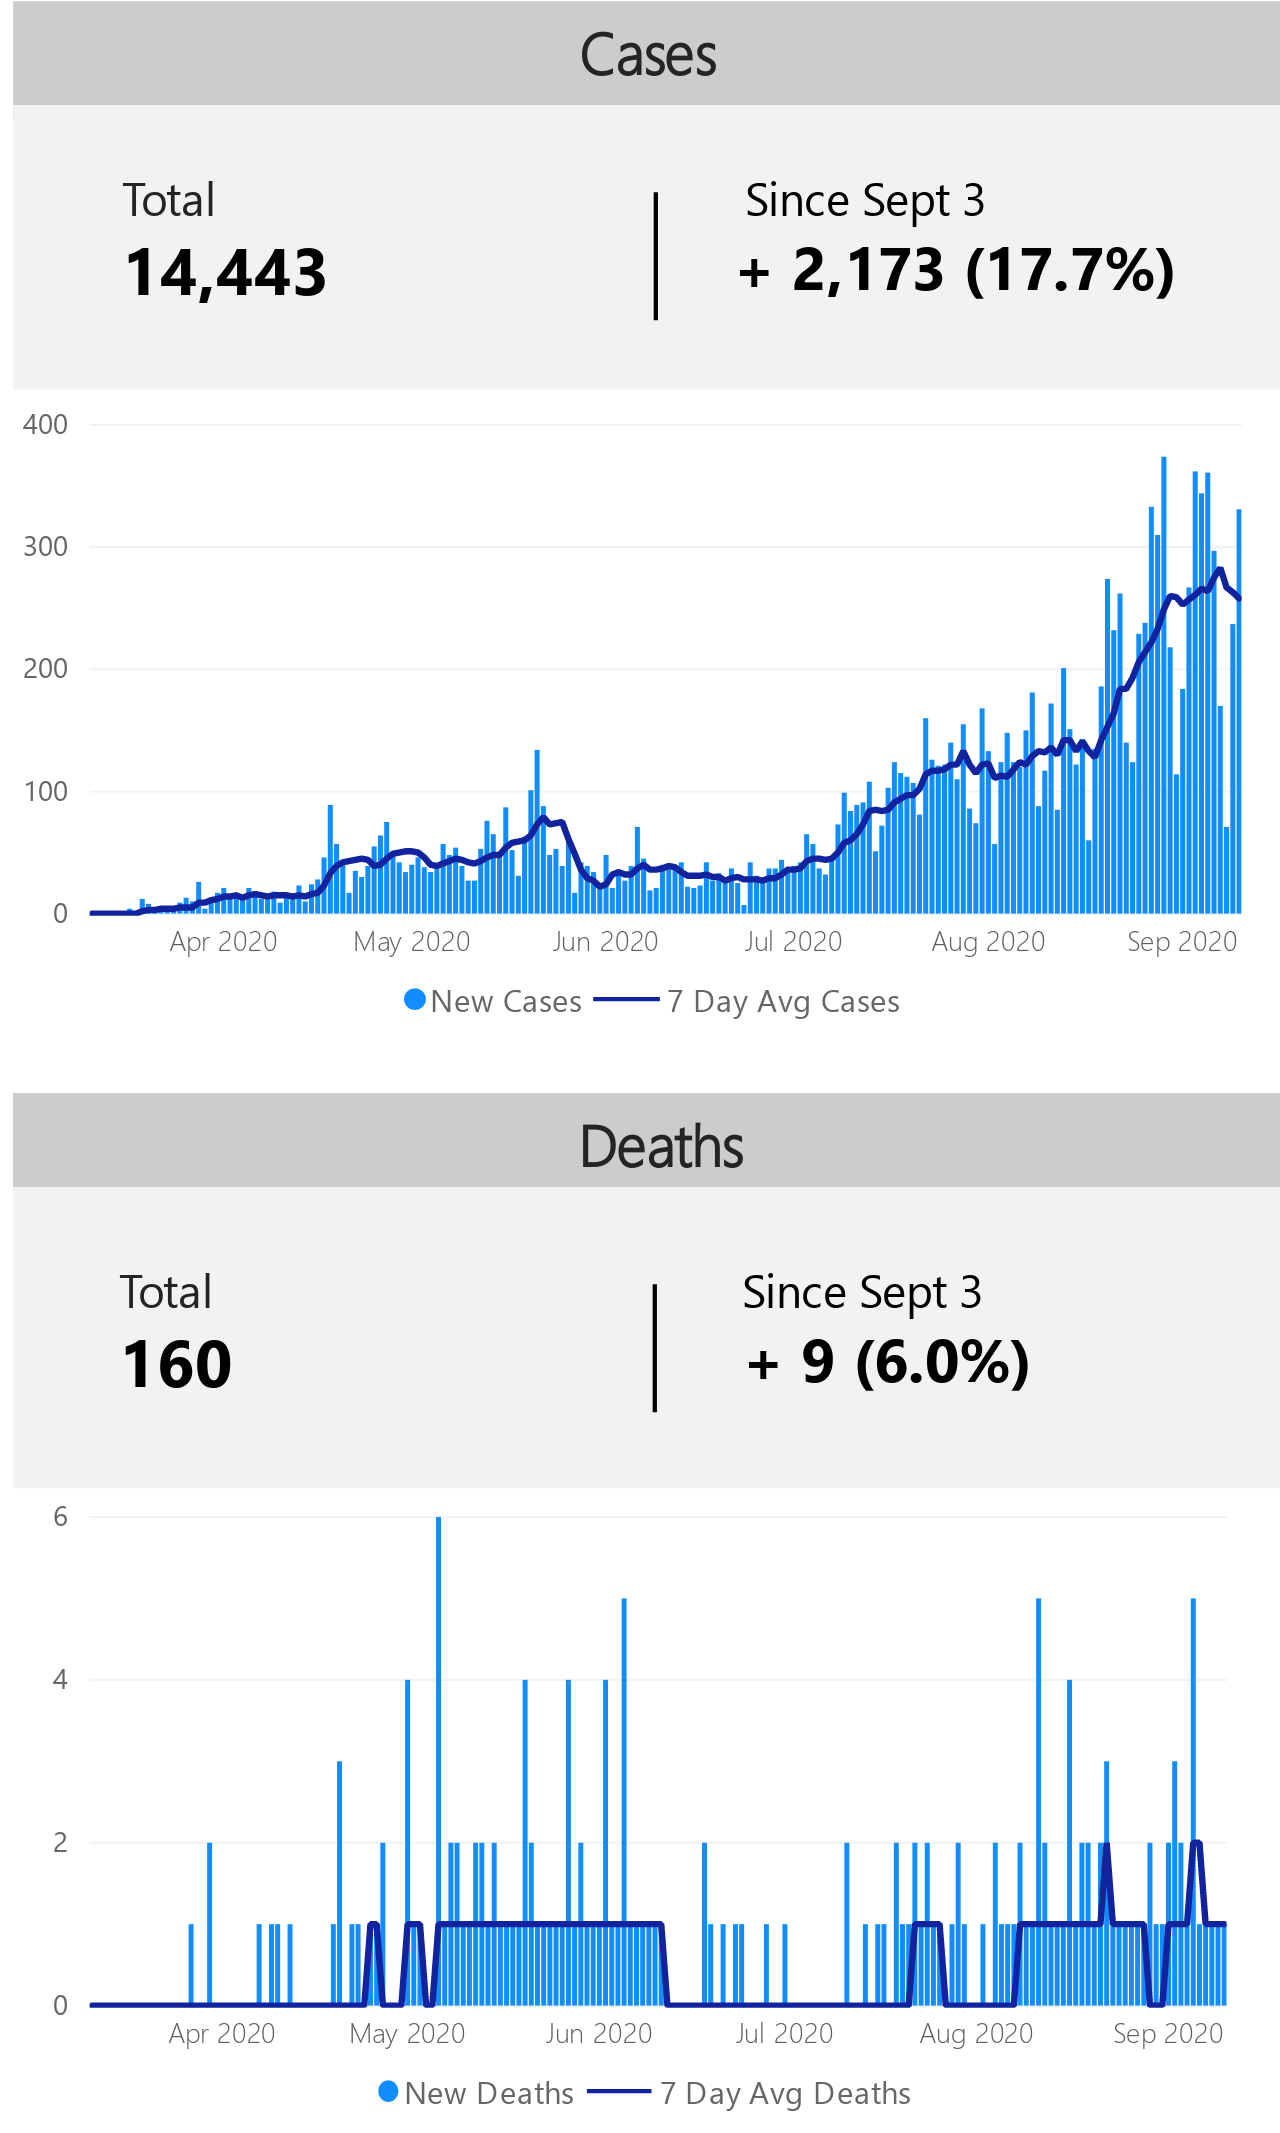 Cases
Total
Since Sept 3
14,443
+ 2,173 (17.7%)
400
300
200
100
0
Apr 2020 May 2020 Jun 2020 Jul 2020 Aug 2020 Sep 2020
New Cases 7 Day Avg Cases
Deaths
Total
Since Sept 3
160
+ 9 (6.0%)
6
4
2
0
Apr 2020 May 2020 Jun 2020 Jul 2020 Aug 2020 Sep 2020
New Deaths 7 Day Avg Deaths